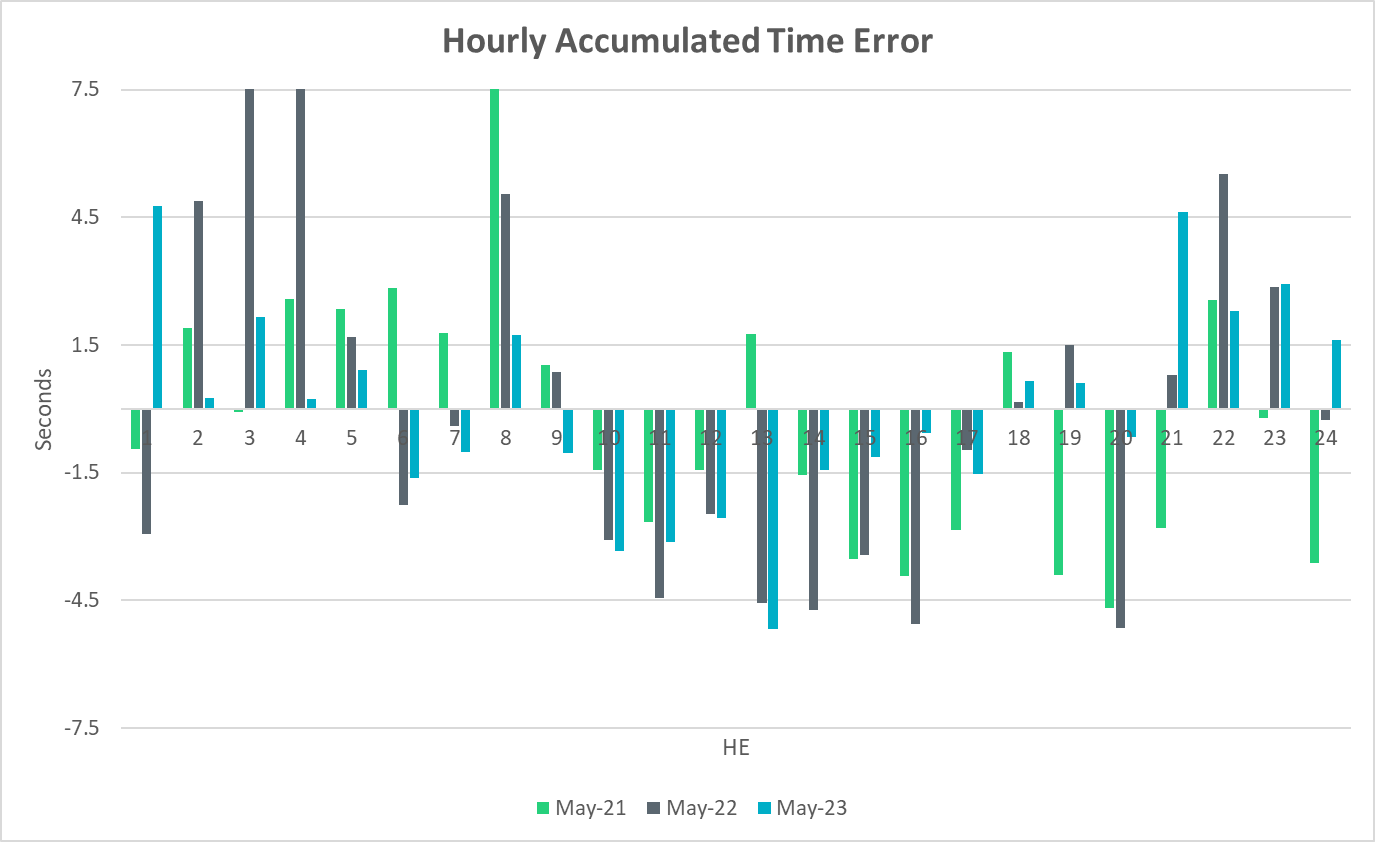 Hourly Accumulated Time Error
7.5
4.5
1.5
-1.5
-4.5
-7.5
Seconds
1 2 3 4 5 6 7 8 9 10 11 12 13 14 15 16 17 18 19 20 21 22 23 24
HE
May-21 May-22 May-23